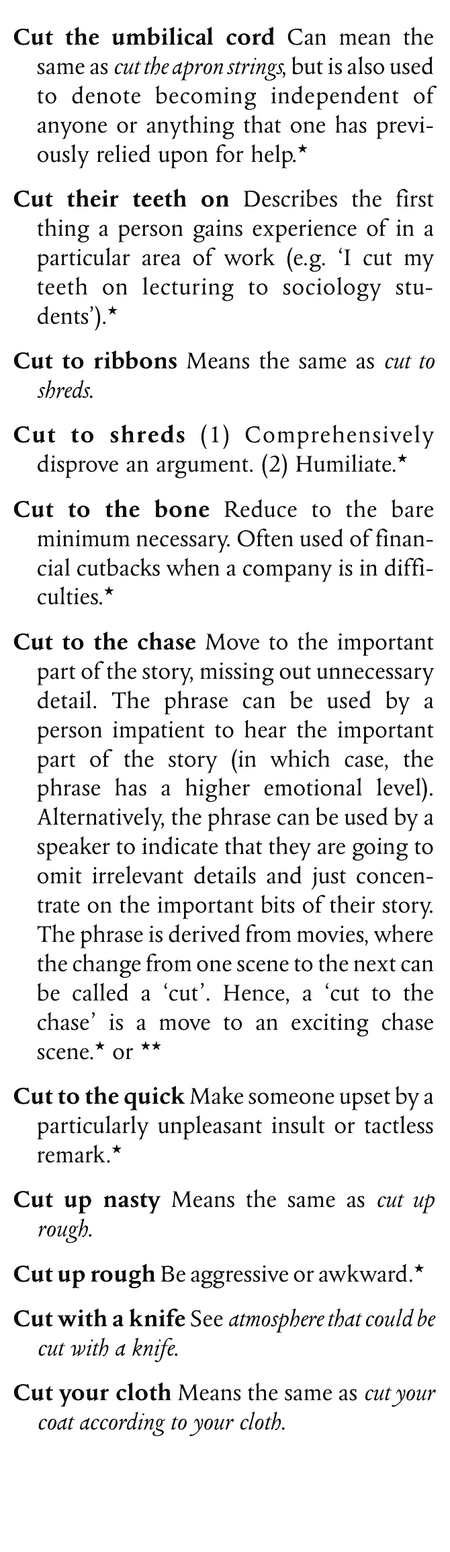 Cut the umbilical cord Can mean the
same as cut the apron strings, but is also used
to denote becoming independent of
anyone or anything that one has previ-
ously relied upon for help.★
Cut their teeth on Describes the first
thing a person gains experience of in a
particular area of work (e.g. ‘I cut my
teeth on lecturing to sociology stu-
dents’).★
Cut to ribbons Means the same as cut to
shreds.
Cut to shreds (1) Comprehensively
disprove an argument. (2) Humiliate.★
Cut to the bone Reduce to the bare
minimum necessary. Often used of finan-
cial cutbacks when a company is in diffi-
culties.★
Cut to the chase Move to the important
part of the story, missing out unnecessary
detail. The phrase can be used by a
person impatient to hear the important
part of the story (in which case, the
phrase has a higher emotional level).
Alternatively, the phrase can be used by a
speaker to indicate that they are going to
omit irrelevant details and just concen-
trate on the important bits of their story.
The phrase is derived from movies, where
the change from one scene to the next can
be called a ‘cut’. Hence, a ‘cut to the
chase’ is a move to an exciting chase
scene.★ or ★★
Cut to the quick Make someone upset by a
particularly unpleasant insult or tactless
remark.★
Cut up nasty Means the same as cut up
rough.
Cut up rough Be aggressive or awkward.★
Cut with a knife See atmosphere that could be
cut with a knife.
Cut your cloth Means the same as cut your
coat according to your cloth.